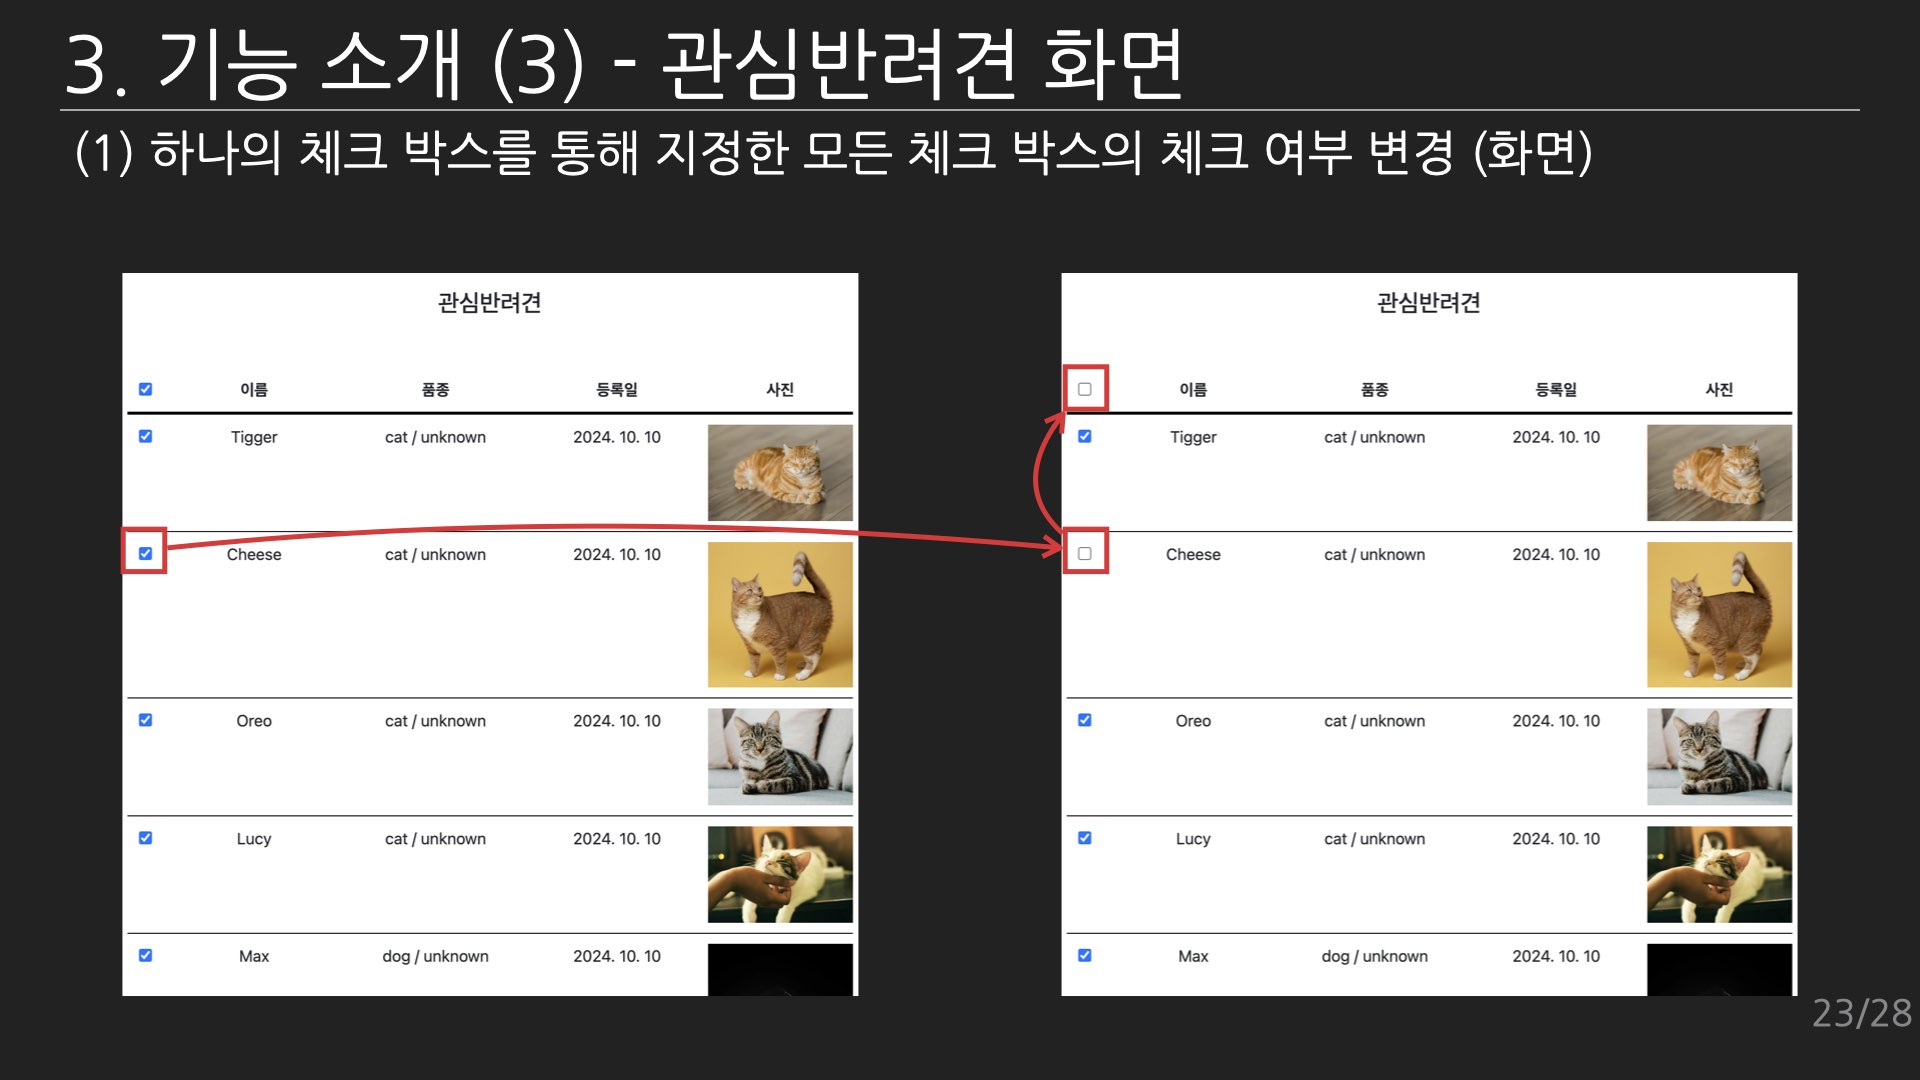 3. 기능 소개 (3) - 관심반려견 화면
(1) 하나의 체크 박스를 통해 지정한 모든 체크 박스의 체크 여부 변경 (화면)
관심반려견
이름 품종 등록일 사진
Tigger cat / unknown 2024. 10. 10
Cheese cat / unknown 2024. 10. 10
Oreo cat / unknown 2024. 10. 10
Lucy cat / unknown 2024. 10. 10
Max dog / unknown 2024. 10. 10
관심반려견
이름 품종 등록일 사진
Tigger cat / unknown 2024. 10. 10
Cheese cat / unknown 2024. 10. 10
Oreo cat / unknown 2024. 10. 10
Lucy cat / unknown 2024. 10. 10
Max dog / unknown 2024. 10. 10
23/28